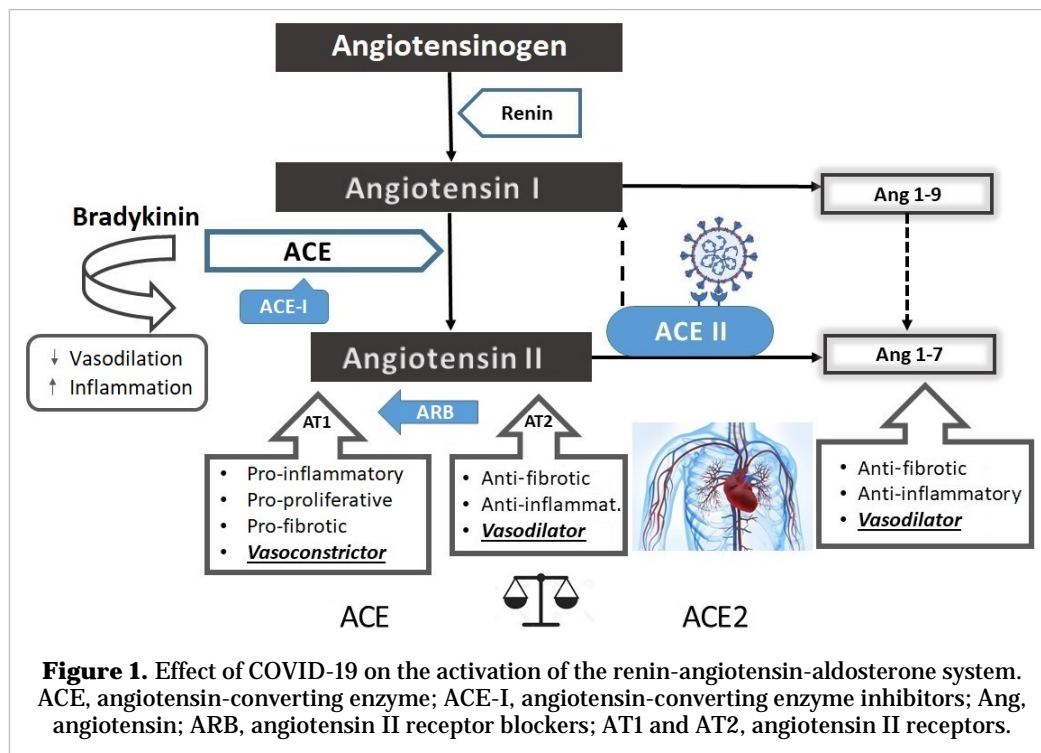 Angiotensinogen
Renin
Angiotensin I
Ang 1-9
Bradykinin
ACE
ACE-I
ACE II
↓ Vasodilation
↑ Inflammation
Angiotensin II
Ang 1-7
AT1
ARB
AT2
• Pro-inflammatory
• Pro-proliferative
• Pro-fibrotic
• Vasoconstrictor
• Anti-fibrotic
• Anti-inflammat.
• Vasodilator
• Anti-fibrotic
• Anti-inflammatory
• Vasodilator
ACE
ACE2
Figure 1. Effect of COVID-19 on the activation of the renin-angiotensin-aldosterone system.
ACE, angiotensin-converting enzyme; ACE-I, angiotensin-converting enzyme inhibitors; Ang,
angiotensin; ARB, angiotensin II receptor blockers; AT1 and AT2, angiotensin II receptors.